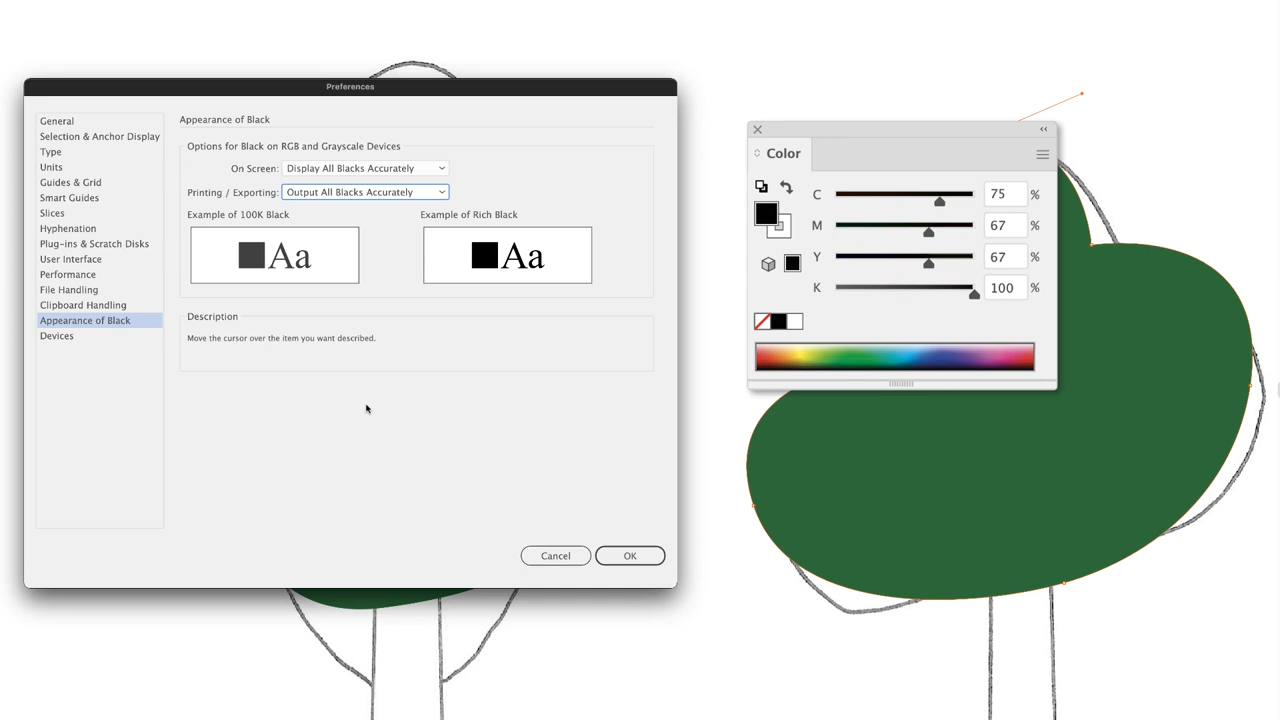 Preferences
General
Selection & Anchor Display
Type
Units
Guides & Grid
Smart Guides
Slices
Hyphenation
Plug-ins & Scratch Disks
User Interface
Performance
File Handling
Clipboard Handling
Appearance of Black
Devices
Appearance of Black
Options for Black on RGB and Grayscale Devices
On Screen: Display All Blacks Accurately
Printing / Exporting: Output All Blacks Accurately
Example of 100K Black
Example of Rich Black
Aa
Aa
Description
Move the cursor over the item you want described.
Cancel
OK
Color
C 75 %
M 67 %
Y 67 %
K 100 %